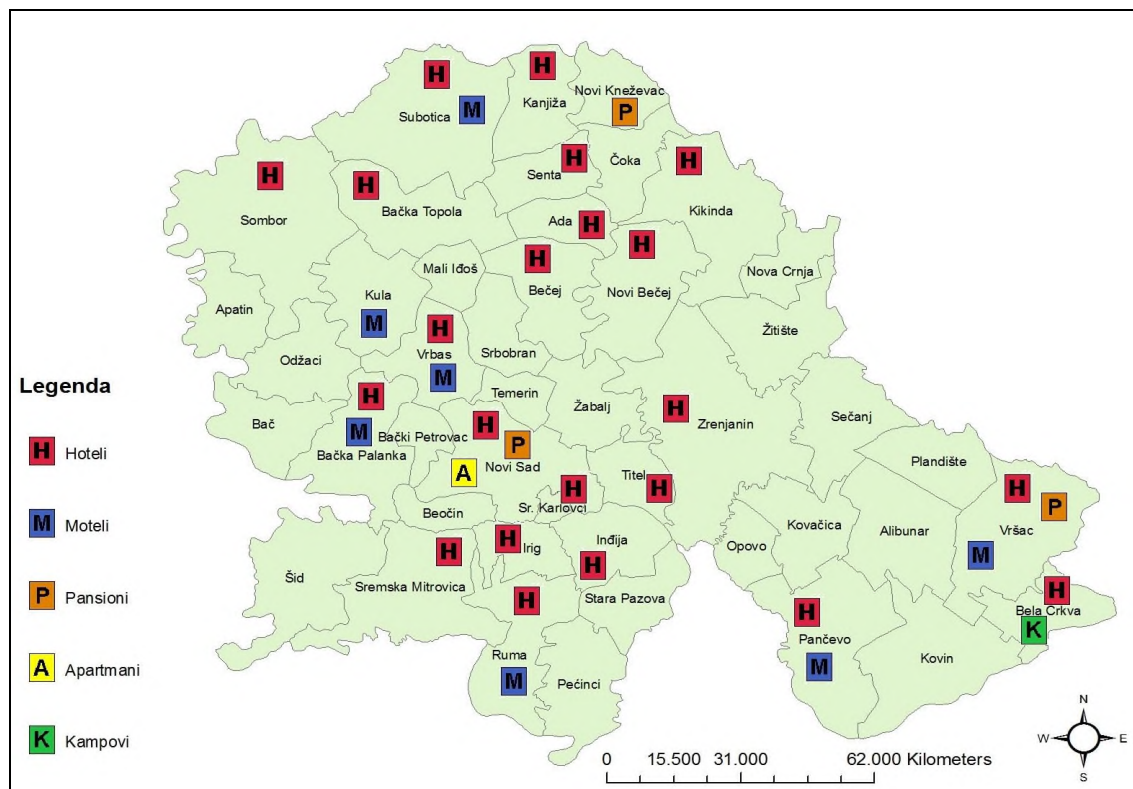 H
H
Novi Kneževac
Kanjiža
M
P
Subotica
H
H
Čoka
H
Senta
H
H
Bačka Topola
Kikinda
Sombor
Ada
H
H
H
Mali Iđoš
Nova Crnja
Bečej
Novi Bečej
Kula
Apatin
M
H
Žitište
Vrbas
Srbobran
Odžaci
M
Legenda
H
Temerin
Žabalj
H
Bač
M
Bački Petrovac
H
Zrenjanin
Sečanj
Bačka Palanka
P
H Hoteli
Novi Sad
A
Titel
H
Plandište
H
H
Sr. Karlovci
P
Beočin
Kovačica
Alibunar
Vršac
M Moteli
H
Irig
Inđija
Opovo
M
H
H
Šid
Sremska Mitrovica
H
Bela Crkva
P Pansioni
H
Stara Pazova
H
K
Pančevo
Ruma
Kovin
M
A Apartmani
M
Pećinci
N
W E
S
K Kampovi
0 15.500 31.000 62.000 Kilometers